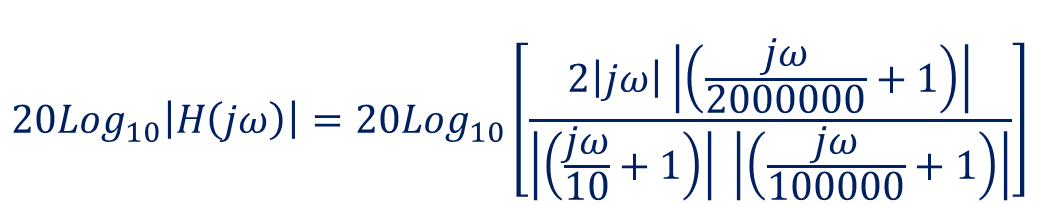 20Log₁₀|H(jω)| = 20Log₁₀ [ 2|jω| |(jω/2000000 + 1)| / |(jω/10 + 1)| |(jω/100000 + 1)| ]